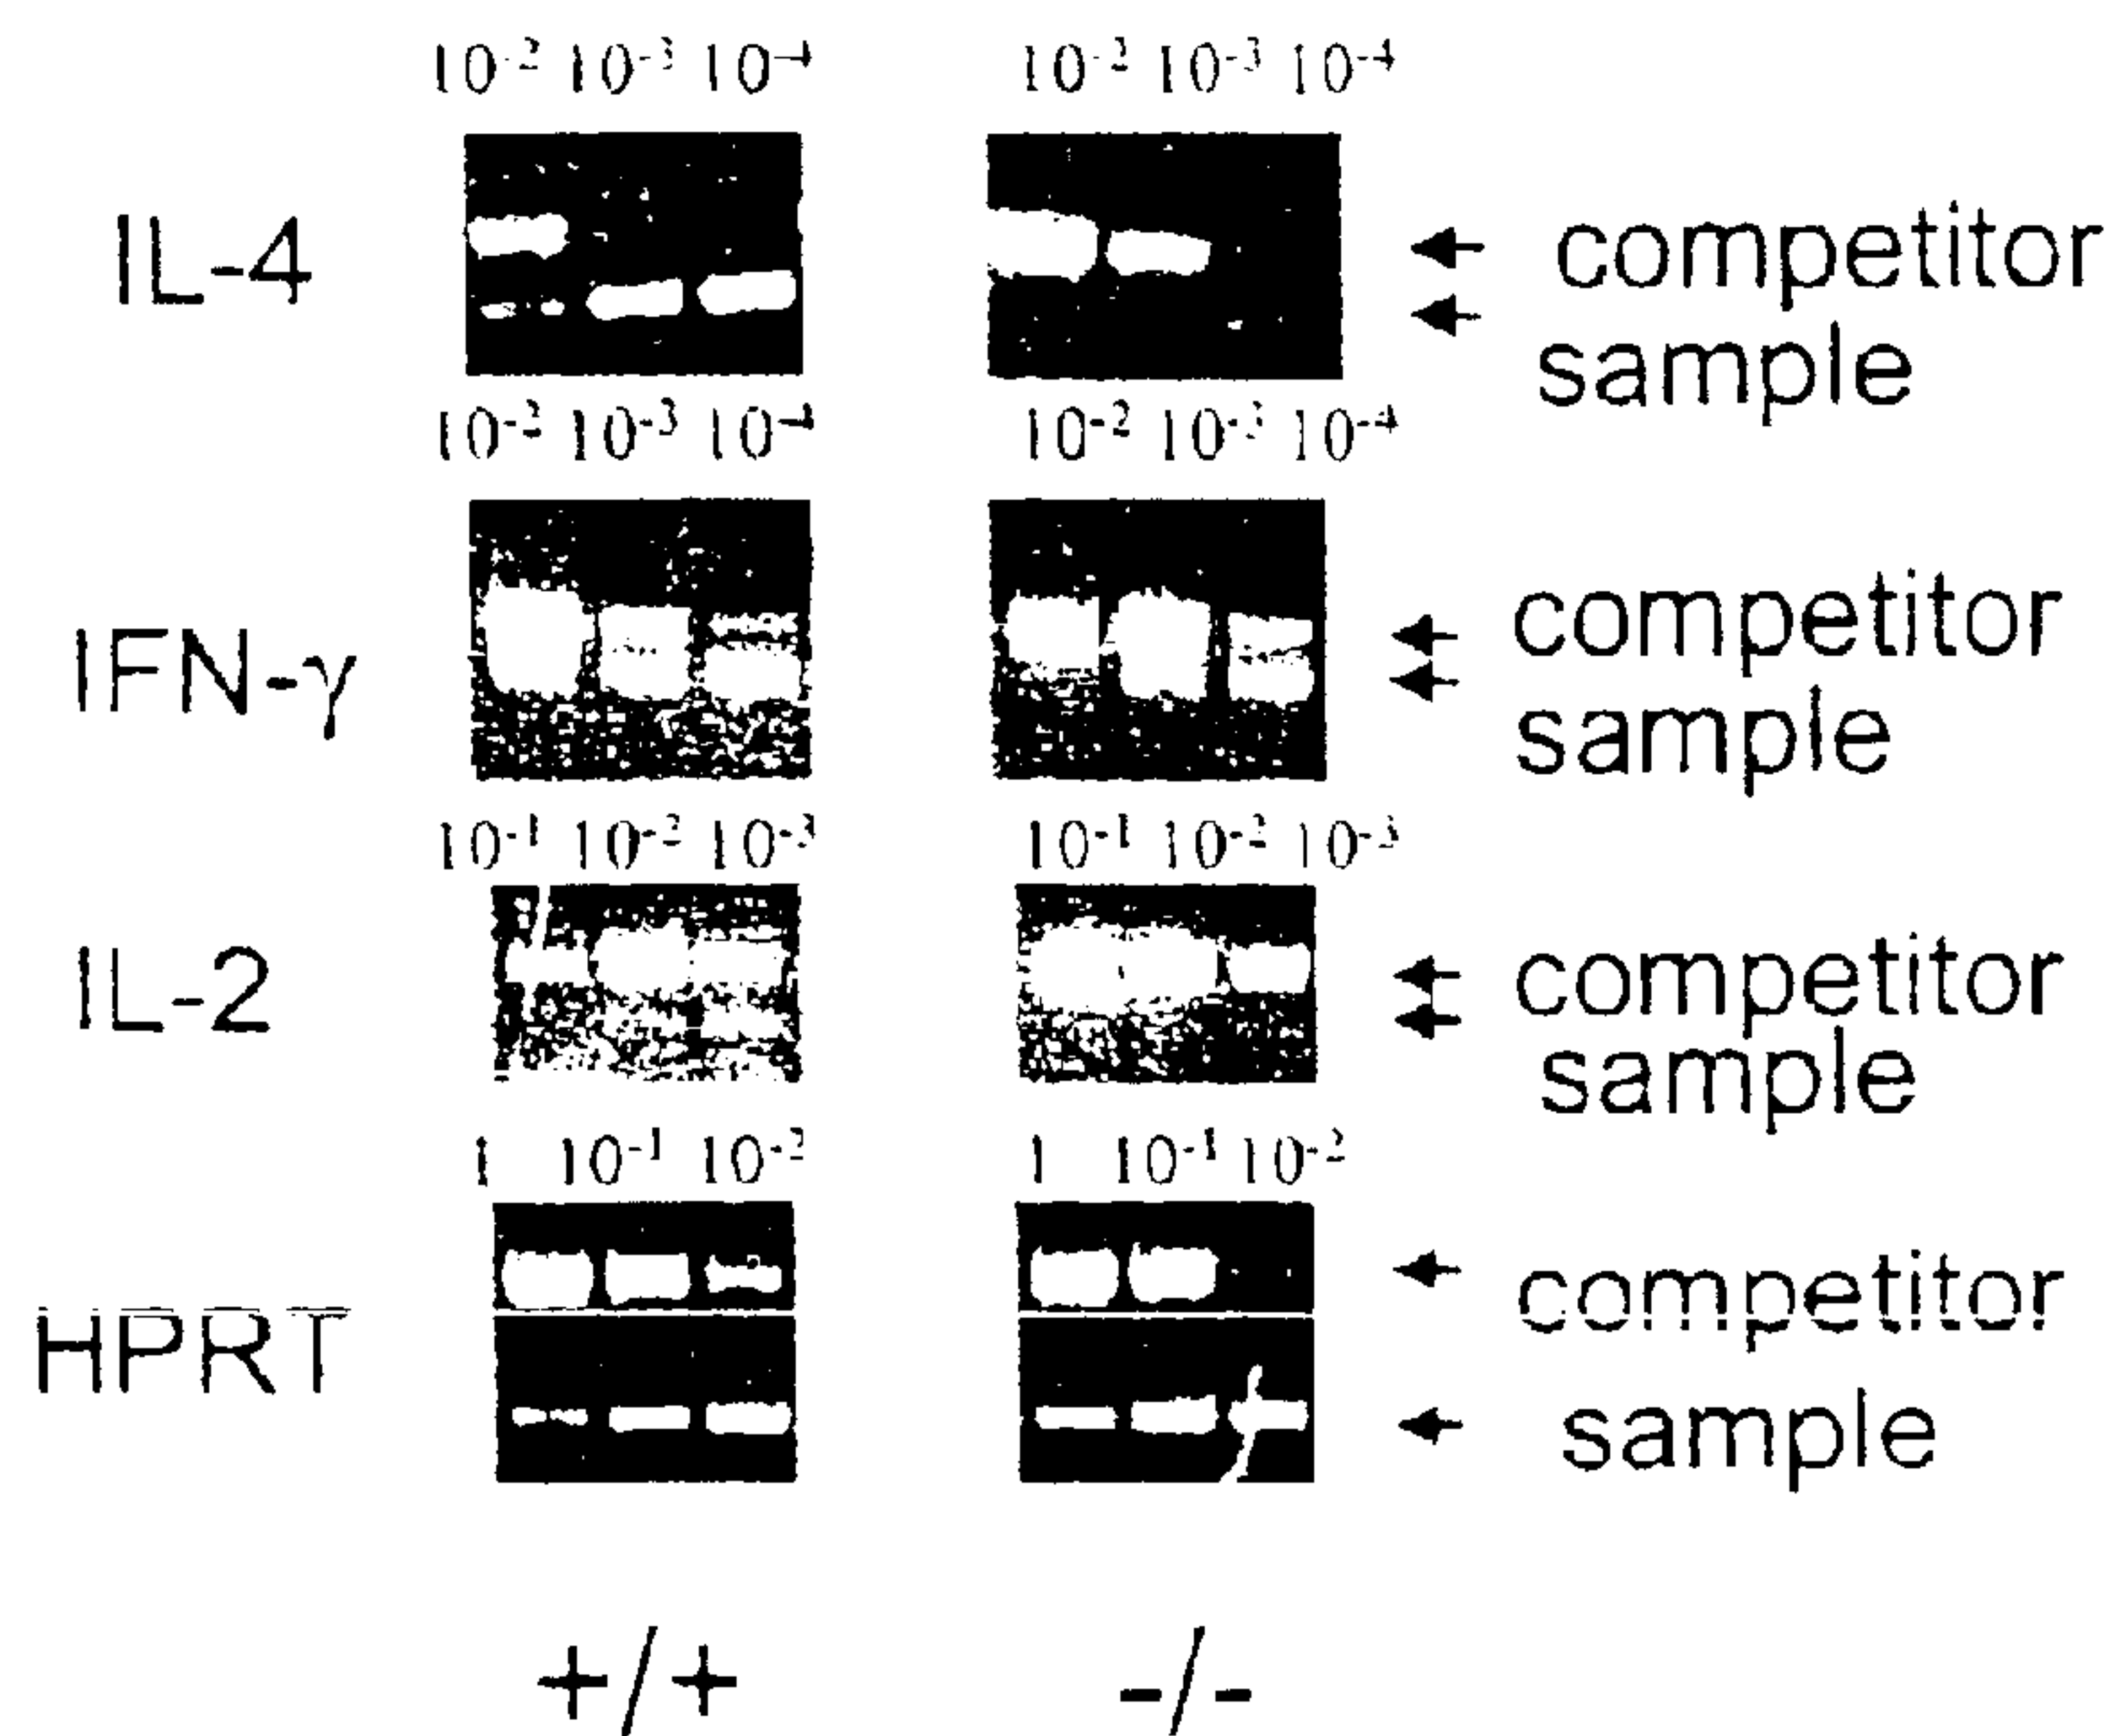 10⁻² 10⁻³ 10⁻⁴ 10⁻² 10⁻³ 10⁻⁴
IL-4 competitor
sample
10⁻² 10⁻³ 10⁻⁴ 10⁻² 10⁻³ 10⁻⁴
IFN-γ competitor
sample
10⁻¹ 10⁻² 10⁻³ 10⁻¹ 10⁻² 10⁻³
IL-2 competitor
sample
1 10⁻¹ 10⁻² 1 10⁻¹ 10⁻²
HPRT competitor
sample
+/+ -/-